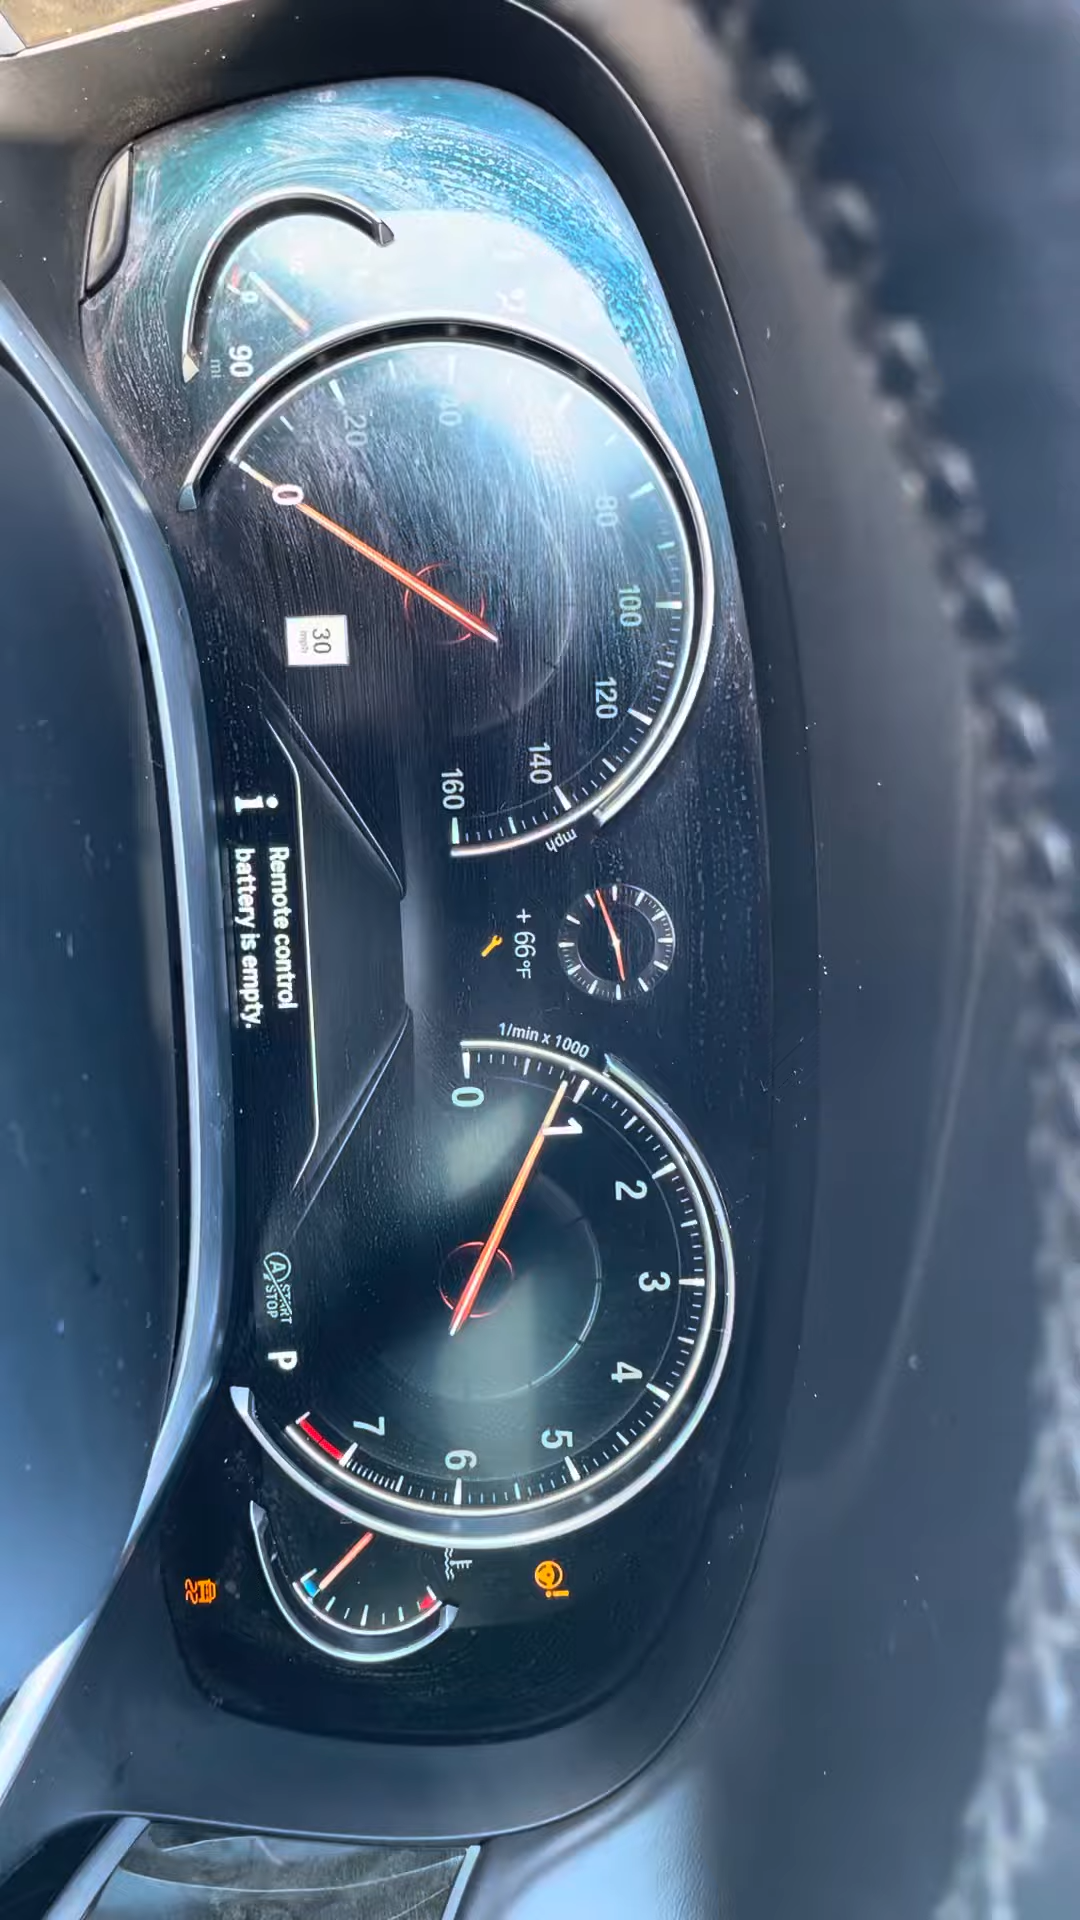 0
20
40
80
100
120
140
160
mph
90
mi
0
30
mph
+ 66°F
1/min x 1000
0
1
2
3
4
5
6
7
i Remote control
battery is empty.
A START
STOP
P